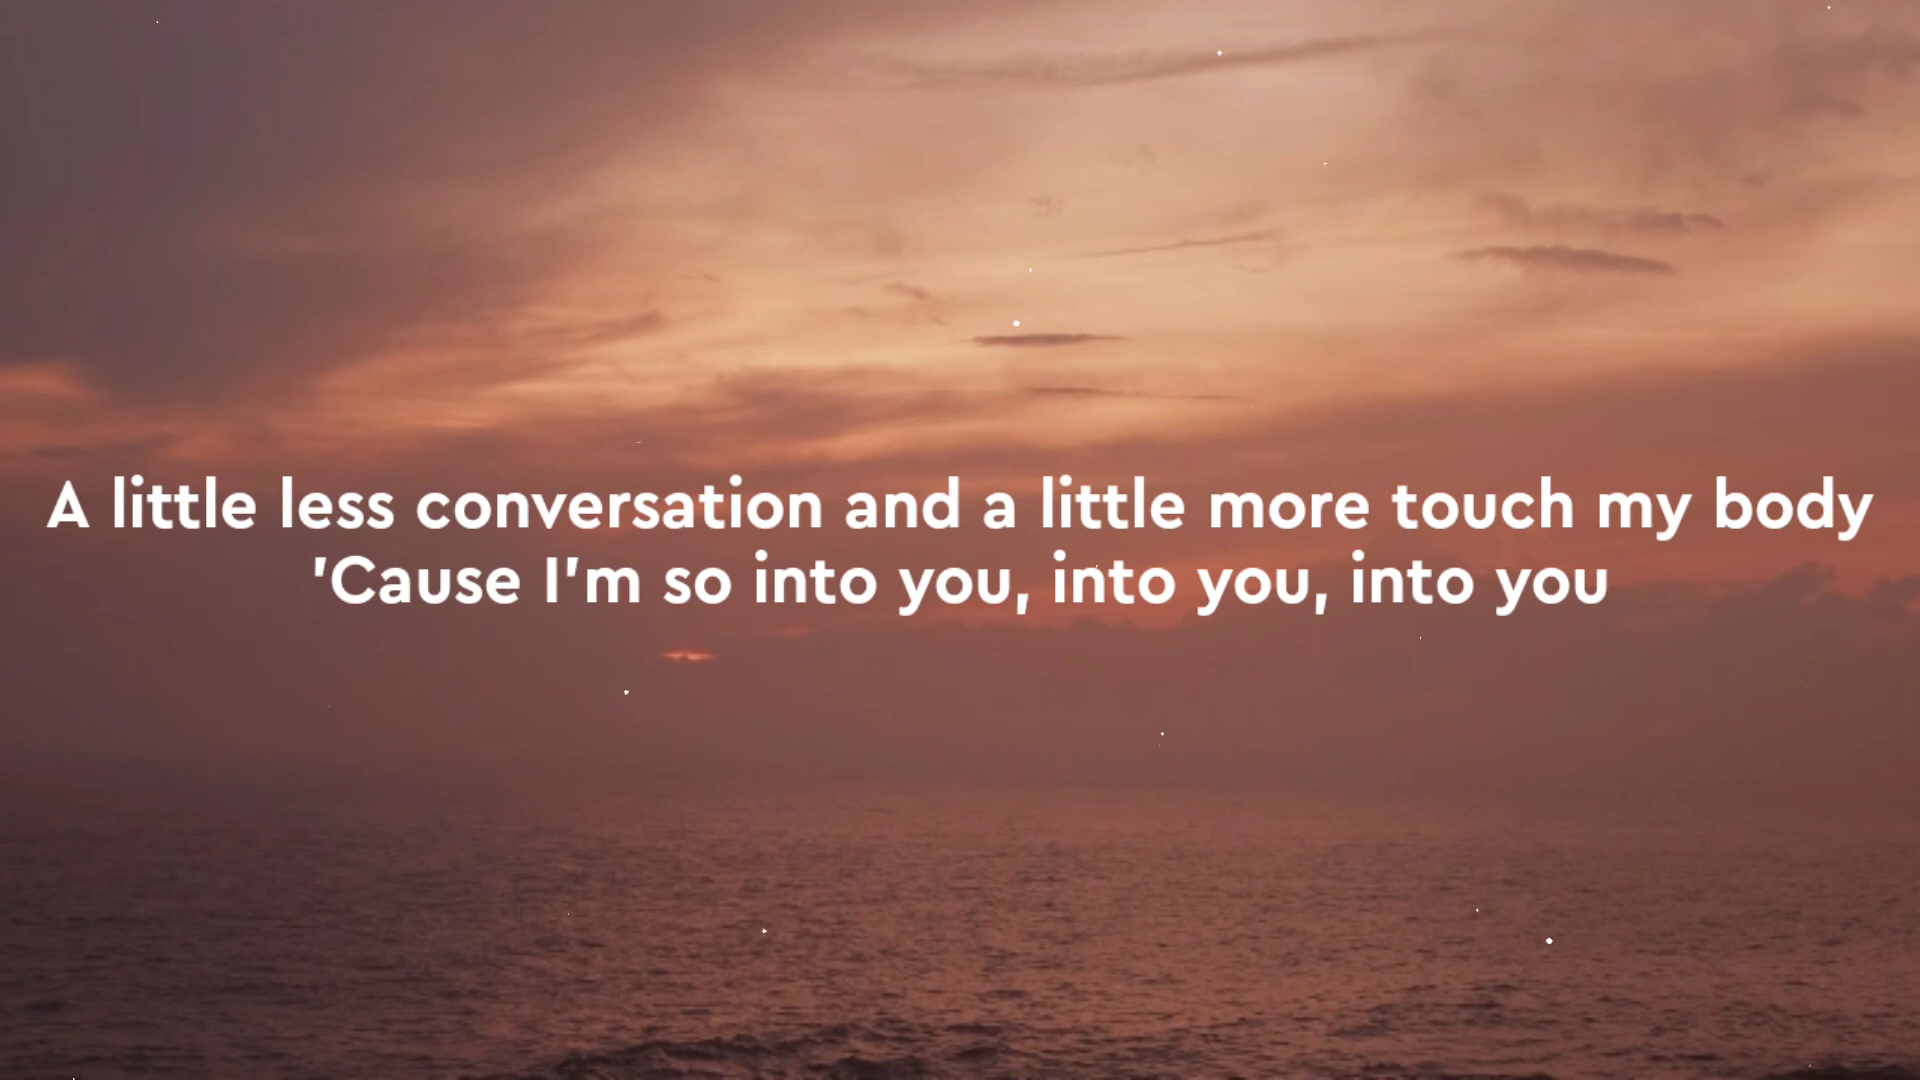 A little less conversation and a little more touch my body
'Cause I'm so into you, into you, into you